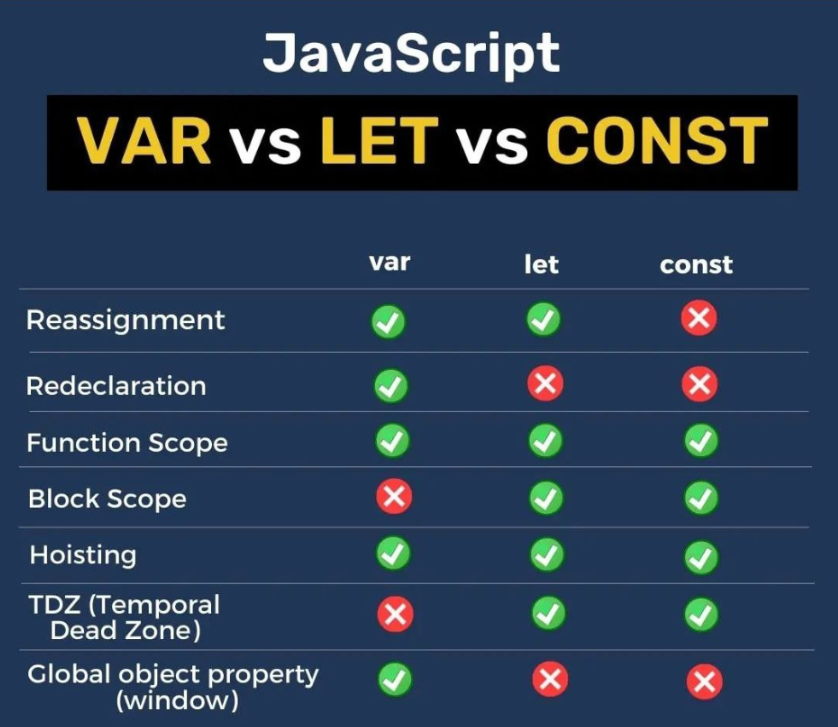 JavaScript
VAR vs LET vs CONST
var let const
Reassignment
Redeclaration
Function Scope
Block Scope
Hoisting
TDZ (Temporal
Dead Zone)
Global object property
(window)